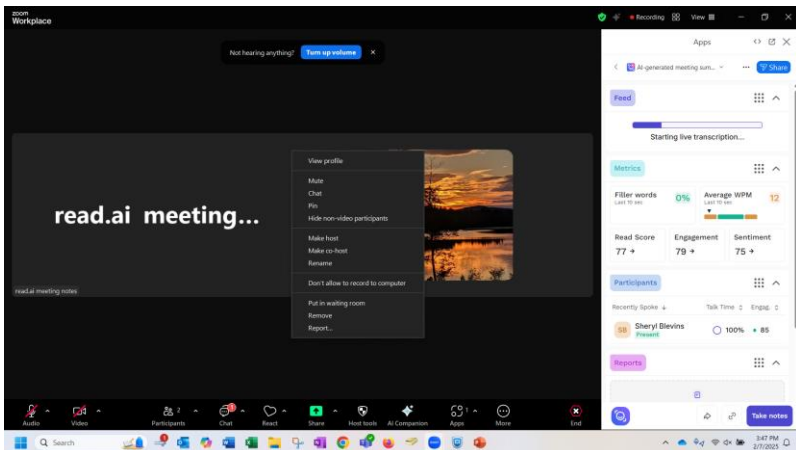 zoom
Workplace
Recording
View
Not hearing anything?
Turn up volume
read.ai meeting...
read.ai meeting notes
View profile
Mute
Chat
Pin
Hide non-video participants
Make host
Make co-host
Rename
Don't allow to record to computer
Put in waiting room
Remove
Report...
Apps
AI-generated meeting sum...
Share
Feed
Starting live transcription...
Metrics
Filler words
Last 10 sec
0%
Average WPM
Last 10 sec
12
Read Score
77
Engagement
79
Sentiment
75
Participants
Recently Spoke
Talk Time
Engag.
SB
Sheryl Blevins
Present
100%
85
Reports
Take notes
Audio
Video
2
Participants
1
Chat
React
Share
Host tools
AI Companion
1
Apps
More
End
Search
3:47 PM
2/7/2025